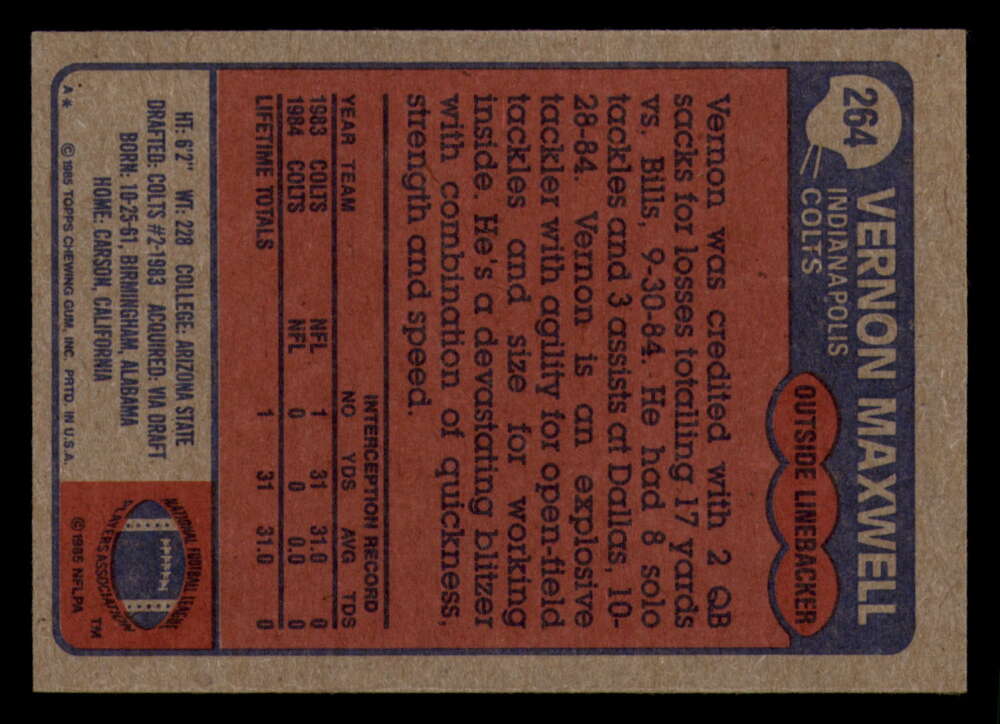 264
VERNON MAXWELL
INDIANAPOLIS
COLTS
OUTSIDE LINEBACKER
Vernon was credited with 2 QB
sacks for losses totalling 17 yards
vs. Bills, 9-30-84. He had 8 solo
tackles and 3 assists at Dallas, 10-
28-84. Vernon is an explosive
tackler with agility for open-field
tackles and size for working
inside. He's a devastating blitzer
with combination of quickness,
strength and speed.
INTERCEPTION RECORD
YEAR TEAM NO YDS AVG TDS
1983 COLTS NFL 1 31 31.0 0
1984 COLTS NFL 0 0 0.0 0
LIFETIME TOTALS 1 31 31.0 0
HT: 6'2" WT: 228 COLLEGE: ARIZONA STATE
DRAFTED: COLTS #2-1983 ACQUIRED: VIA DRAFT
BORN: 10-25-61, BIRMINGHAM, ALABAMA
HOME: CARSON, CALIFORNIA
A* © 1985 TOPPS CHEWING GUM, INC. PRTD. IN U.S.A.
NATIONAL FOOTBALL LEAGUE
PLAYERS ASSOCIATION
TM
© 1985 NFLPA